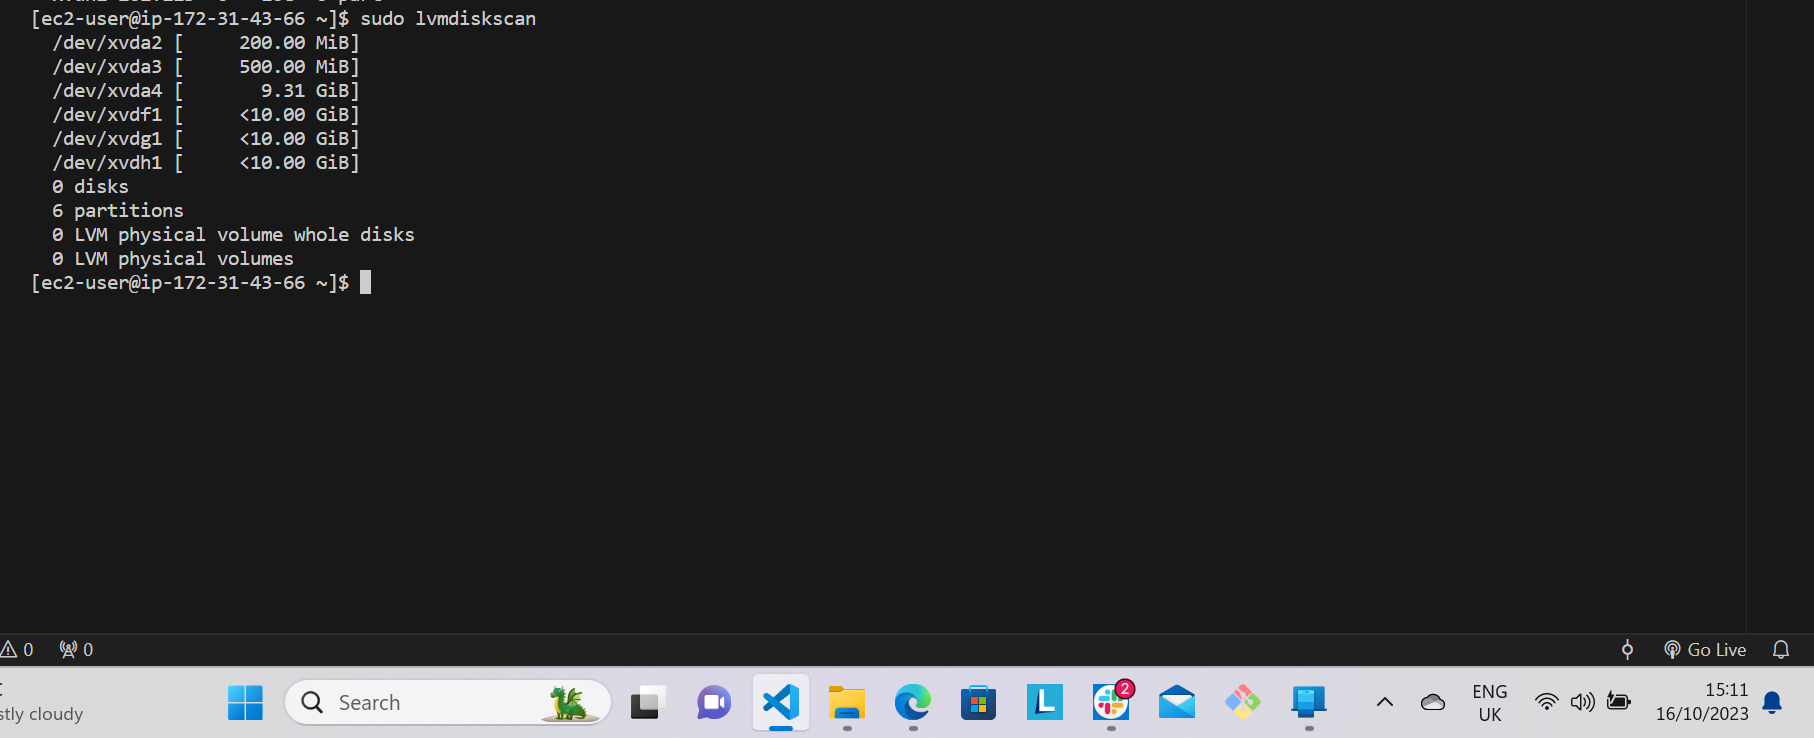 [ec2-user@ip-172-31-43-66 ~]$ sudo lvmdiskscan
/dev/xvda2 [     200.00 MiB]
/dev/xvda3 [     500.00 MiB]
/dev/xvda4 [       9.31 GiB]
/dev/xvdf1 [     <10.00 GiB]
/dev/xvdg1 [     <10.00 GiB]
/dev/xvdh1 [     <10.00 GiB]
0 disks
6 partitions
0 LVM physical volume whole disks
0 LVM physical volumes
[ec2-user@ip-172-31-43-66 ~]$
0 0 Go Live
stly cloudy
Search
L
2
ENG
UK
15:11
16/10/2023